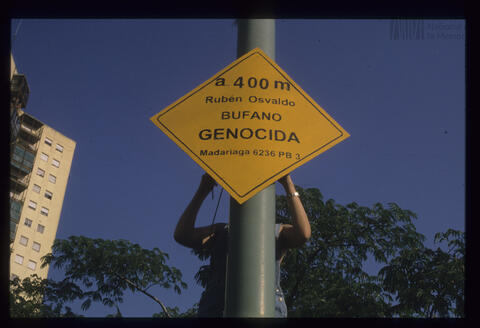 a 400 m
Rubén Osvaldo
BUFANO
GENOCIDA
Madariaga 6236 PB 3